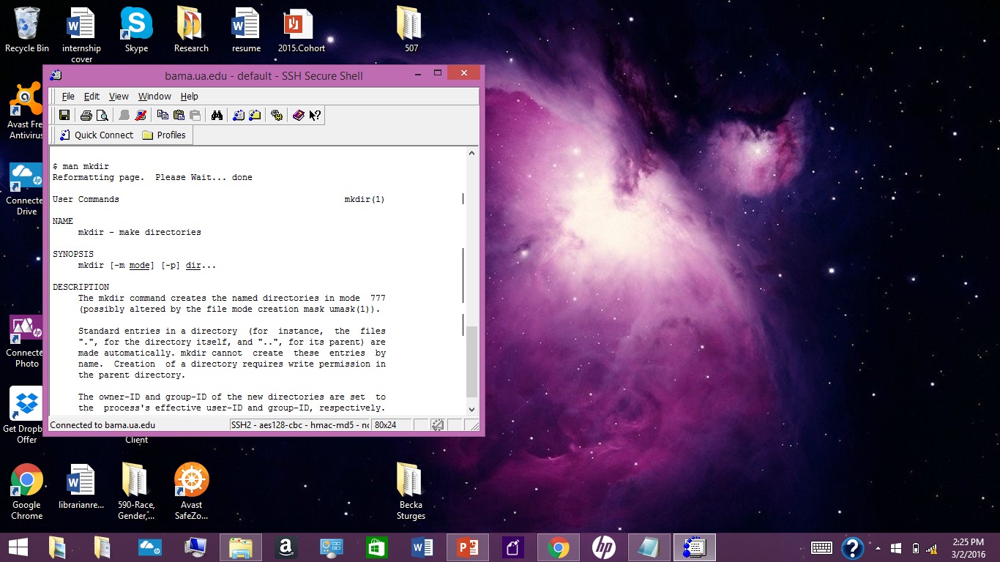 Recycle Bin
internship
cover
Skype
Research
resume
2015.Cohort
507
bama.ua.edu - default - SSH Secure Shell
File Edit View Window Help
Quick Connect Profiles
$ man mkdir
Reformatting page.  Please Wait... done
User Commands mkdir(1)
NAME
mkdir - make directories
SYNOPSIS
mkdir [-m mode] [-p] dir...
DESCRIPTION
The mkdir command creates the named directories in mode  777
(possibly altered by the file mode creation mask umask(1)).
Standard entries in a directory  (for  instance,  the  files
".", for the directory itself, and "..", for its parent) are
made automatically. mkdir cannot  create  these  entries  by
name.  Creation  of a directory requires write permission in
the parent directory.
The owner-ID and group-ID of the new directories are set  to
the  process's effective user-ID and group-ID, respectively.
Connected to bama.ua.edu SSH2 - aes128-cbc - hmac-md5 - nc 80x24
Avast Fre
Antivirus
Connecte
Drive
Connecte
Photo
Get Dropb
Offer
Client
Google
Chrome
librarianre...
590-Race,
Gender,...
Avast
SafeZo...
Becka
Sturges
2:25 PM
3/2/2016